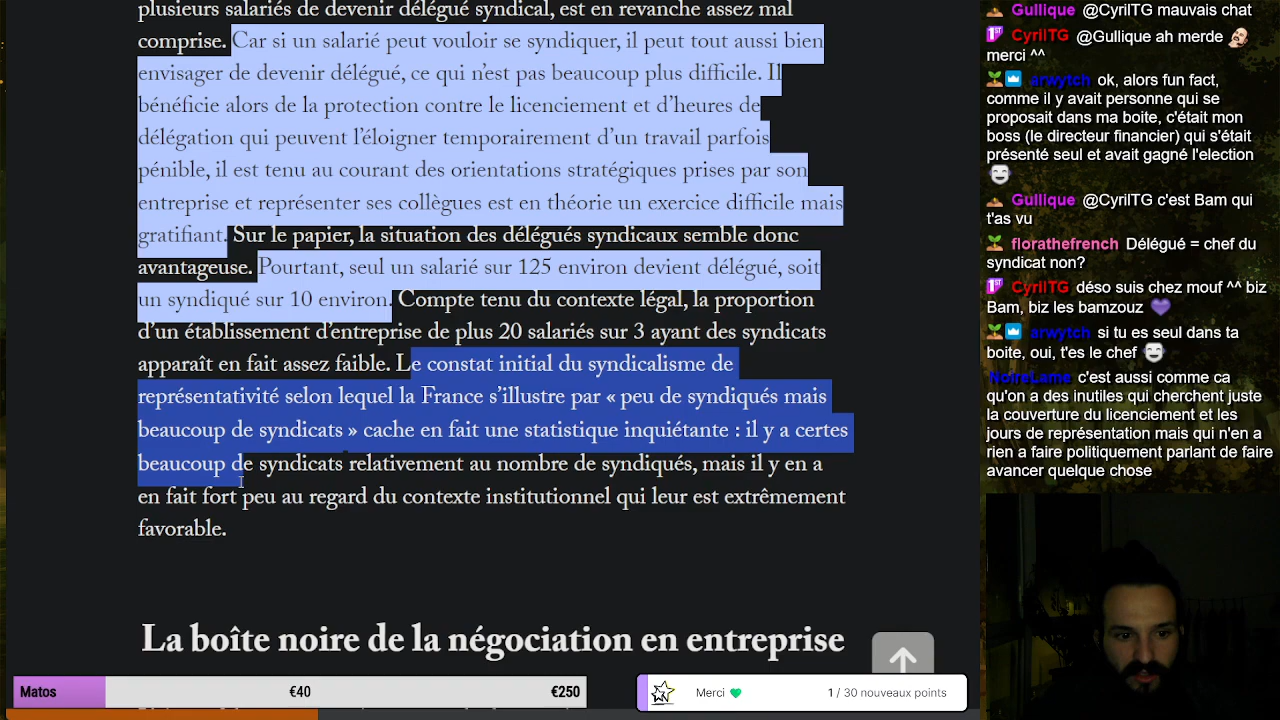 plusieurs salariés de devenir délégué syndical, est en revanche assez mal
comprise. Car si un salarié peut vouloir se syndiquer, il peut tout aussi bien
envisager de devenir délégué, ce qui n’est pas beaucoup plus difficile. Il
bénéficie alors de la protection contre le licenciement et d’heures de
délégation qui peuvent l’éloigner temporairement d’un travail parfois
pénible, il est tenu au courant des orientations stratégiques prises par son
entreprise et représenter ses collègues est en théorie un exercice difficile mais
gratifiant. Sur le papier, la situation des délégués syndicaux semble donc
avantageuse. Pourtant, seul un salarié sur 125 environ devient délégué, soit
un syndiqué sur 10 environ. Compte tenu du contexte légal, la proportion
d’un établissement d’entreprise de plus 20 salariés sur 3 ayant des syndicats
apparaît en fait assez faible. Le constat initial du syndicalisme de
représentativité selon lequel la France s’illustre par « peu de syndiqués mais
beaucoup de syndicats » cache en fait une statistique inquiétante : il y a certes
beaucoup de syndicats relativement au nombre de syndiqués, mais il y en a
en fait fort peu au regard du contexte institutionnel qui leur est extrêmement
favorable.
La boîte noire de la négociation en entreprise
Matos
€40
€250
Merci
1 / 30 nouveaux points
Gullique @CyrilTG mauvais chat
CyrilTG @Gullique ah merde
merci ^^
arwytch ok, alors fun fact,
comme il y avait personne qui se
proposait dans ma boite, c'était mon
boss (le directeur financier) qui s'était
présenté seul et avait gagné l'election
Gullique @CyrilTG c'est Bam qui
t'as vu
florathefrench Délégué = chef du
syndicat non?
CyrilTG déso suis chez mouf ^^ biz
Bam, biz les bamzouz
arwytch si tu es seul dans ta
boite, oui, t'es le chef
NoireLame c'est aussi comme ca
qu'on a des inutiles qui cherchent juste
la couverture du licenciement et les
jours de représentation mais qui n'en a
rien a faire politiquement parlant de faire
avancer quelque chose